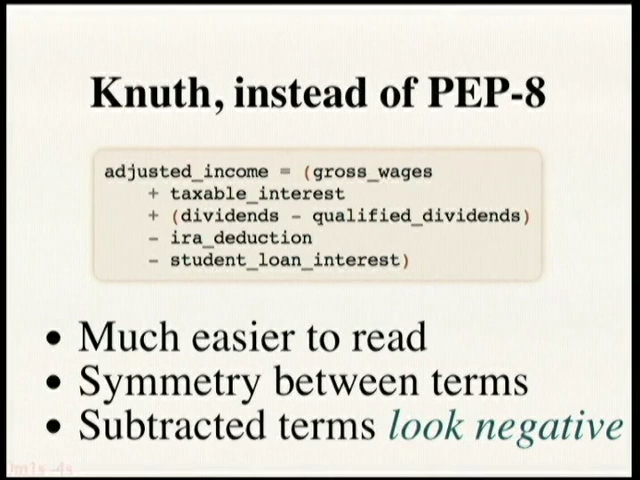 Knuth, instead of PEP-8
adjusted_income = (gross_wages
+ taxable_interest
+ (dividends - qualified_dividends)
- ira_deduction
- student_loan_interest)
• Much easier to read
• Symmetry between terms
• Subtracted terms look negative